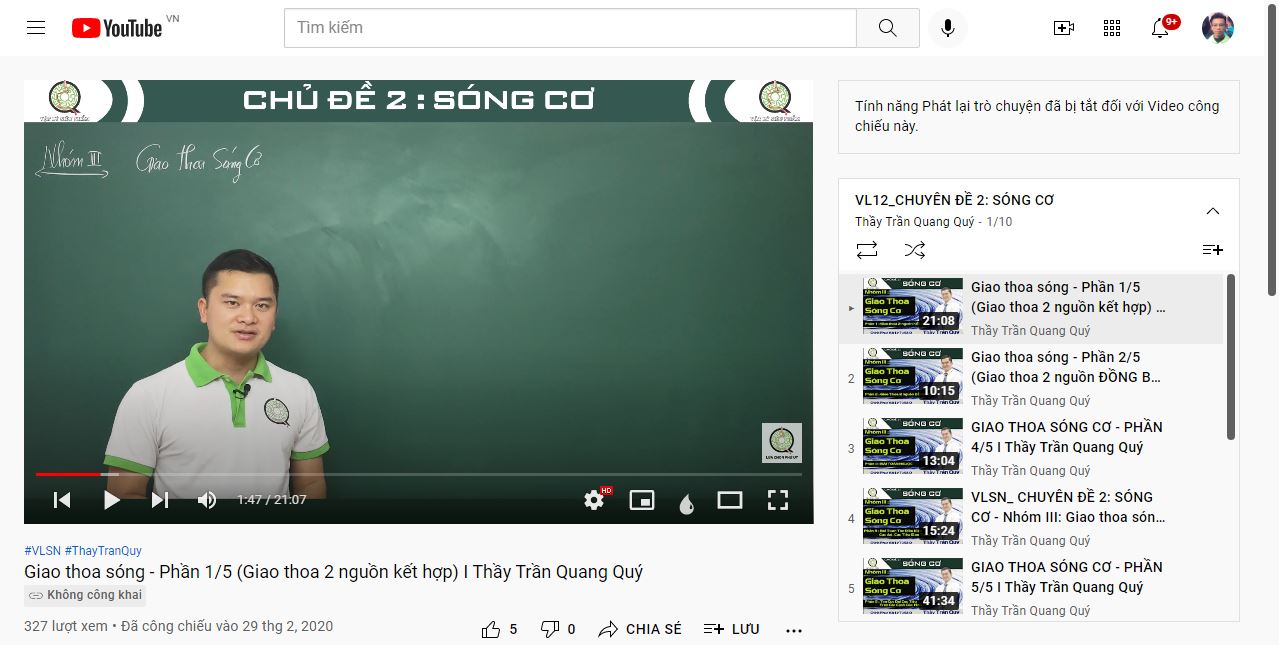 YouTube VN
Tìm kiếm
9+
CHỦ ĐỀ 2 : SÓNG CƠ
Nhóm III Giao thoa Sóng Cơ
1:47 / 21:07
HD
#VLSN #ThayTranQuy
Giao thoa sóng - Phần 1/5 (Giao thoa 2 nguồn kết hợp) I Thầy Trần Quang Quý
Không công khai
327 lượt xem • Đã công chiếu vào 29 thg 2, 2020
5
0
CHIA SẺ
LƯU
Tính năng Phát lại trò chuyện đã bị tắt đối với Video công
chiếu này.
VL12_CHUYÊN ĐỀ 2: SÓNG CƠ
Thầy Trần Quang Quý - 1/10
SÓNG CƠ
Nhóm III
Giao Thoa
Sóng Cơ
21:08
Giao thoa sóng - Phần 1/5
(Giao thoa 2 nguồn kết hợp) ...
Thầy Trần Quang Quý
2
SÓNG CƠ
Nhóm III
Giao Thoa
Sóng Cơ
10:15
Giao thoa sóng - Phần 2/5
(Giao thoa 2 nguồn ĐỒNG B...
Thầy Trần Quang Quý
3
SÓNG CƠ
Nhóm III
Giao Thoa
Sóng Cơ
13:04
GIAO THOA SÓNG CƠ - PHẦN
4/5 I Thầy Trần Quang Quý
Thầy Trần Quang Quý
4
SÓNG CƠ
Nhóm III
Giao Thoa
Sóng Cơ
15:24
VLSN_ CHUYÊN ĐỀ 2: SÓNG
CƠ - Nhóm III: Giao thoa són...
Thầy Trần Quang Quý
5
SÓNG CƠ
Nhóm III
Giao Thoa
Sóng Cơ
41:34
GIAO THOA SÓNG CƠ - PHẦN
5/5 I Thầy Trần Quang Quý
Thầy Trần Quang Quý